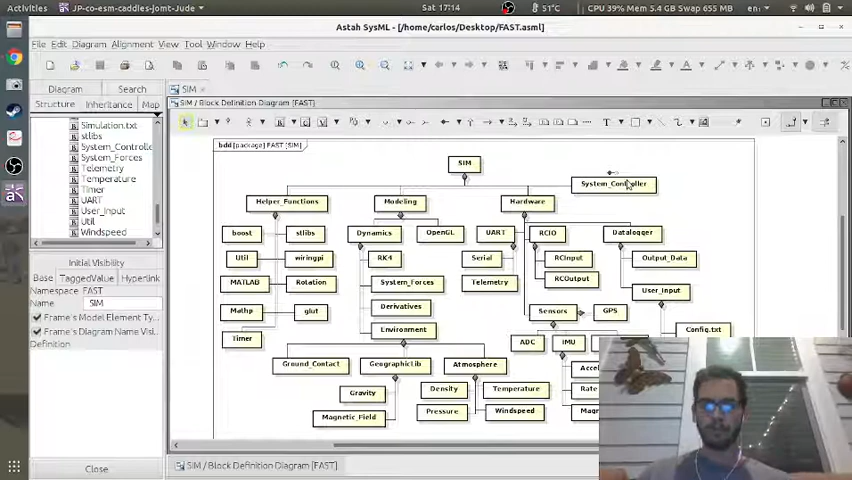 Activities JP-co-esm-caddies-jomt-Jude Sat 17:14 51°C CPU 39% Mem 5.4 GB Swap 655 MB en
Astah SysML - [/home/carlos/Desktop/FAST.asml]
File Edit Diagram Alignment View Tool Window Help
Diagram Search
SIM
Structure Inheritance Map
SIM / Block Definition Diagram [FAST]
Simulation.txt
stlibs
System_Controlle
System_Forces
Telemetry
Temperature
Timer
UART
User_Input
Util
Windspeed
Initial Visibility
Base TaggedValue Hyperlink
Namespace FAST
Name SIM
Frame's Model Element Ty...
Frame's Diagram Name Visi...
Definition
Close
bdd [package] FAST [SIM]
SIM
System_Controller
Helper_Functions Modeling Hardware
boost stlibs Dynamics OpenGL UART RCIO Datalogger
Util wiringpi RK4 Serial RCInput Output_Data
MATLAB Rotation System_Forces Telemetry RCOutput User_Input
Mathp glut Derivatives Sensors GPS
Timer Environment Config.txt
ADC IMU
Ground_Contact GeographicLib Atmosphere Accel
Gravity Density Temperature Rate
Magnetic_Field Pressure Windspeed Magn
SIM / Block Definition Diagram [FAST]